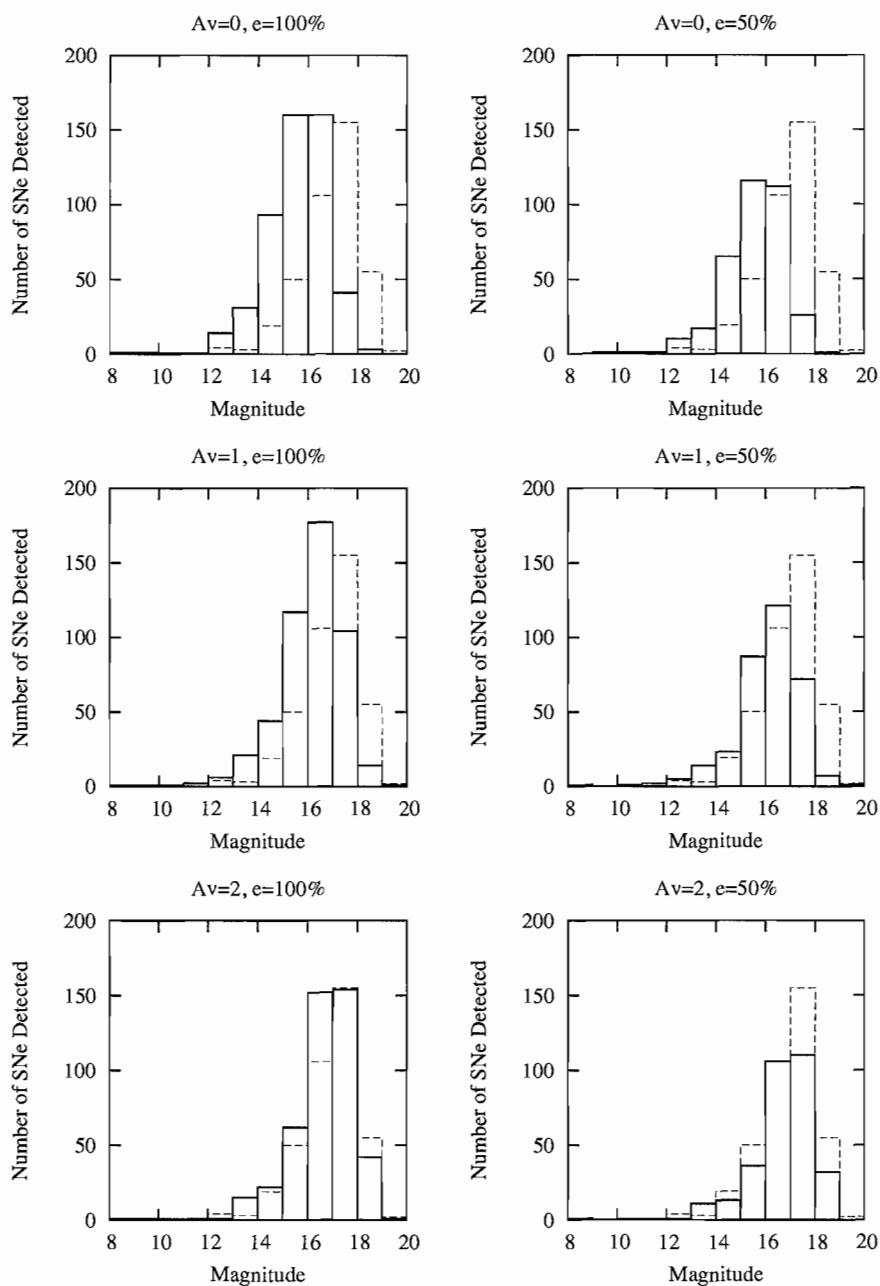 Av=0, e=100%
200
150
100
50
0
Number of SNe Detected
8 10 12 14 16 18 20
Magnitude
Av=0, e=50%
200
150
100
50
0
Number of SNe Detected
8 10 12 14 16 18 20
Magnitude
Av=1, e=100%
200
150
100
50
0
Number of SNe Detected
8 10 12 14 16 18 20
Magnitude
Av=1, e=50%
200
150
100
50
0
Number of SNe Detected
8 10 12 14 16 18 20
Magnitude
Av=2, e=100%
200
150
100
50
0
Number of SNe Detected
8 10 12 14 16 18 20
Magnitude
Av=2, e=50%
200
150
100
50
0
Number of SNe Detected
8 10 12 14 16 18 20
Magnitude